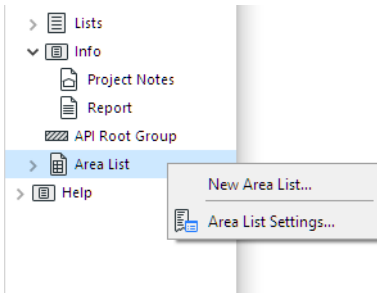 Lists
Info
Project Notes
Report
API Root Group
Area List
Help
New Area List...
Area List Settings...